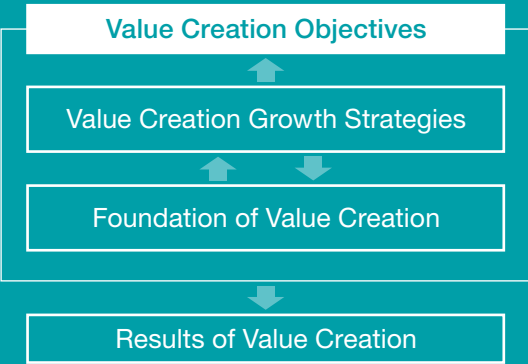 Value Creation Objectives
Value Creation Growth Strategies
Foundation of Value Creation
Results of Value Creation